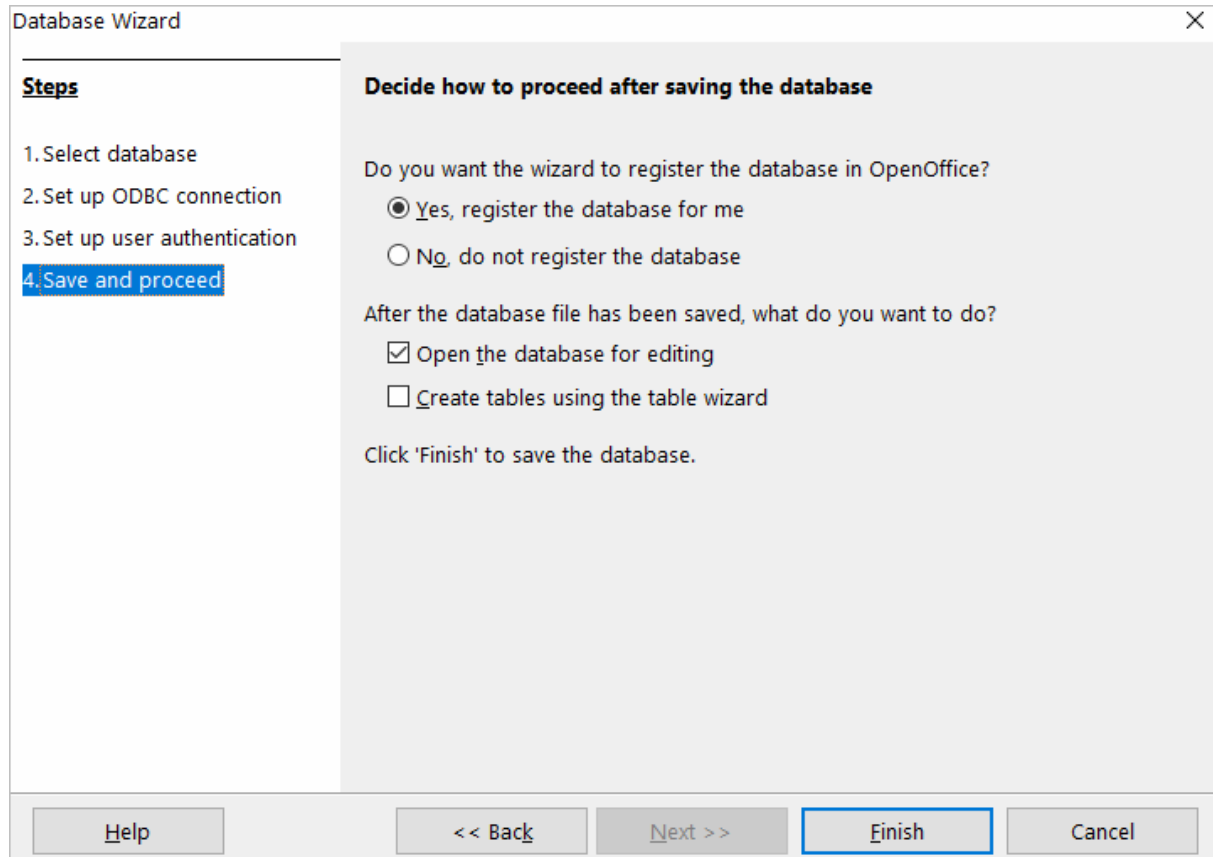 Database Wizard
Steps
1. Select database
2. Set up ODBC connection
3. Set up user authentication
4. Save and proceed
Decide how to proceed after saving the database
Do you want the wizard to register the database in OpenOffice?
Yes, register the database for me
No, do not register the database
After the database file has been saved, what do you want to do?
Open the database for editing
Create tables using the table wizard
Click 'Finish' to save the database.
Help
<< Back
Next >>
Finish
Cancel